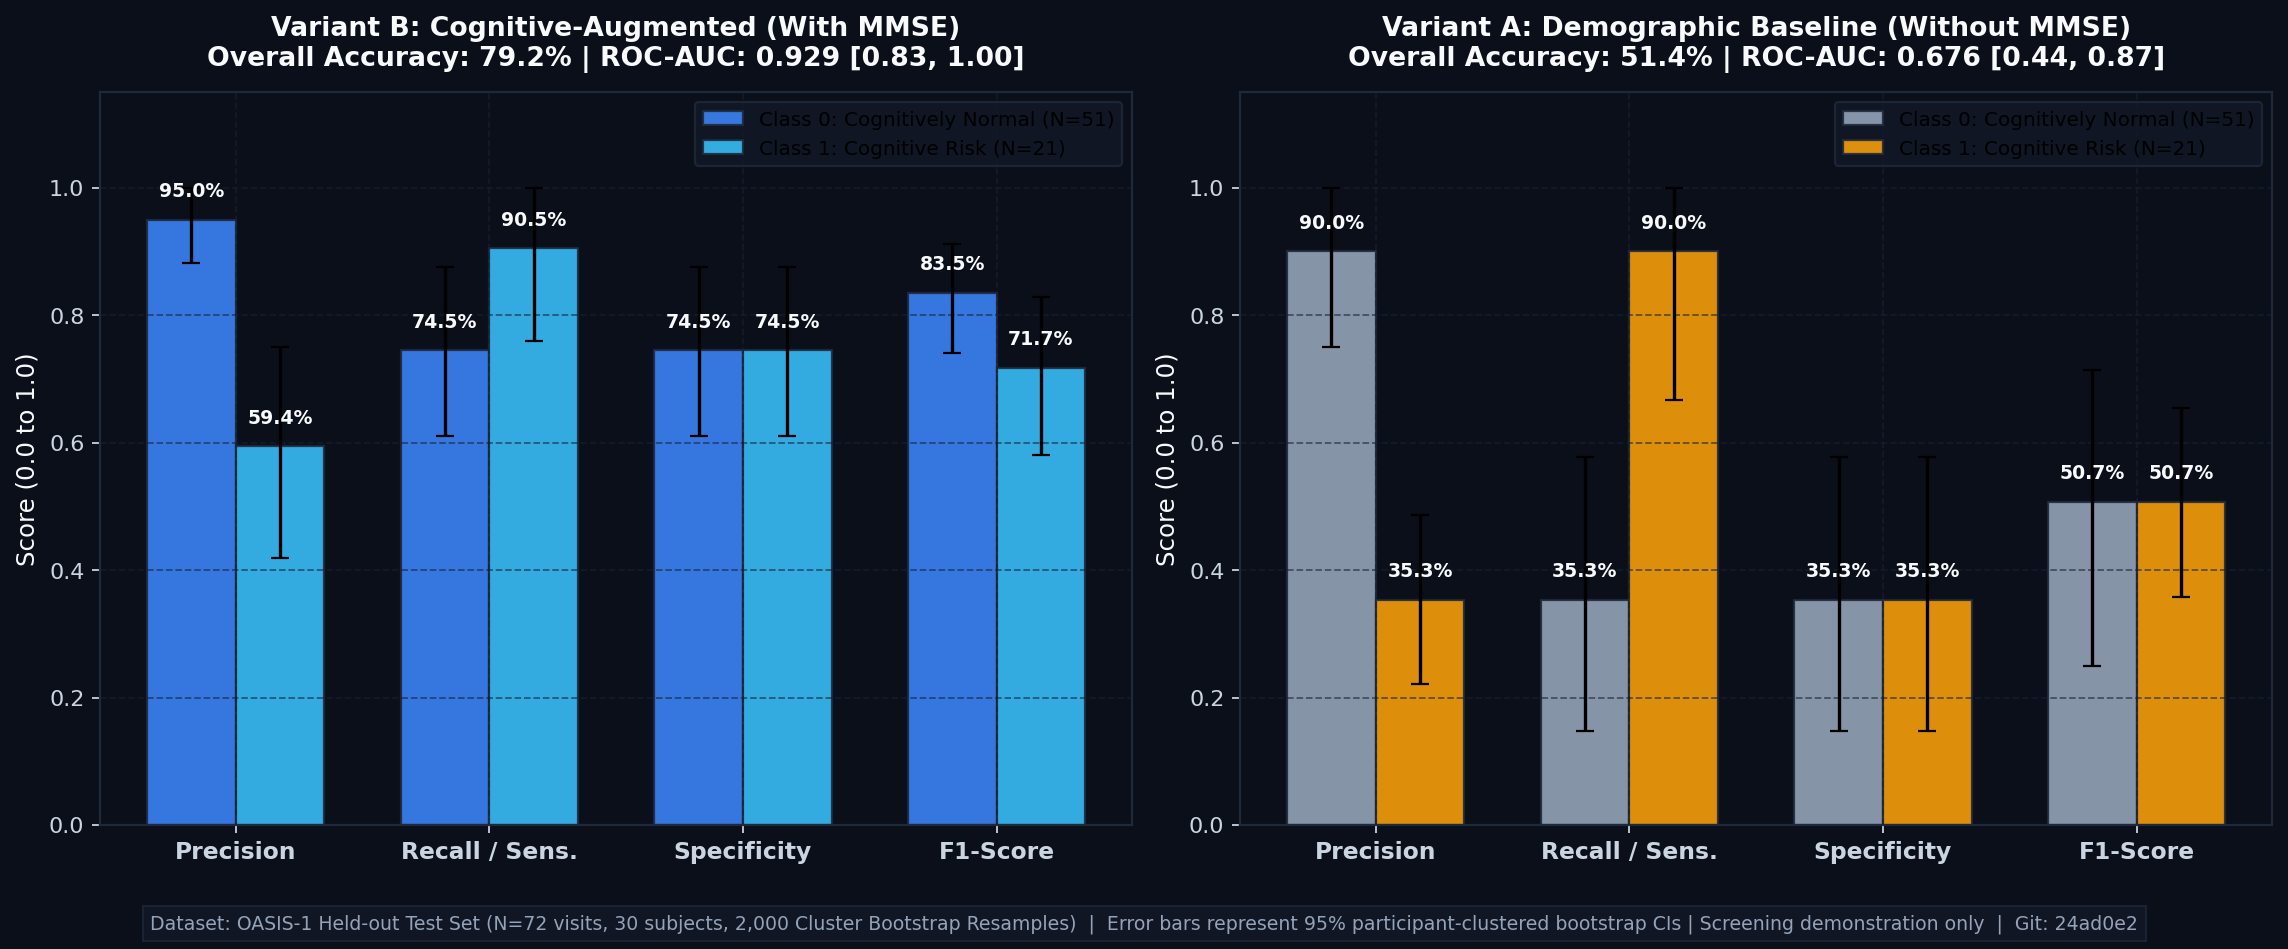 Variant B: Cognitive-Augmented (With MMSE)
Overall Accuracy: 79.2% | ROC-AUC: 0.929 [0.83, 1.00]
Class 0: Cognitively Normal (N=51)
Class 1: Cognitive Risk (N=21)
Score (0.0 to 1.0)
1.0
0.8
0.6
0.4
0.2
0.0
95.0%
59.4%
74.5%
90.5%
74.5%
74.5%
83.5%
71.7%
Precision
Recall / Sens.
Specificity
F1-Score
Variant A: Demographic Baseline (Without MMSE)
Overall Accuracy: 51.4% | ROC-AUC: 0.676 [0.44, 0.87]
Class 0: Cognitively Normal (N=51)
Class 1: Cognitive Risk (N=21)
Score (0.0 to 1.0)
1.0
0.8
0.6
0.4
0.2
0.0
90.0%
35.3%
35.3%
90.0%
35.3%
35.3%
50.7%
50.7%
Precision
Recall / Sens.
Specificity
F1-Score
Dataset: OASIS-1 Held-out Test Set (N=72 visits, 30 subjects, 2,000 Cluster Bootstrap Resamples) | Error bars represent 95% participant-clustered bootstrap CIs | Screening demonstration only | Git: 24ad0e2